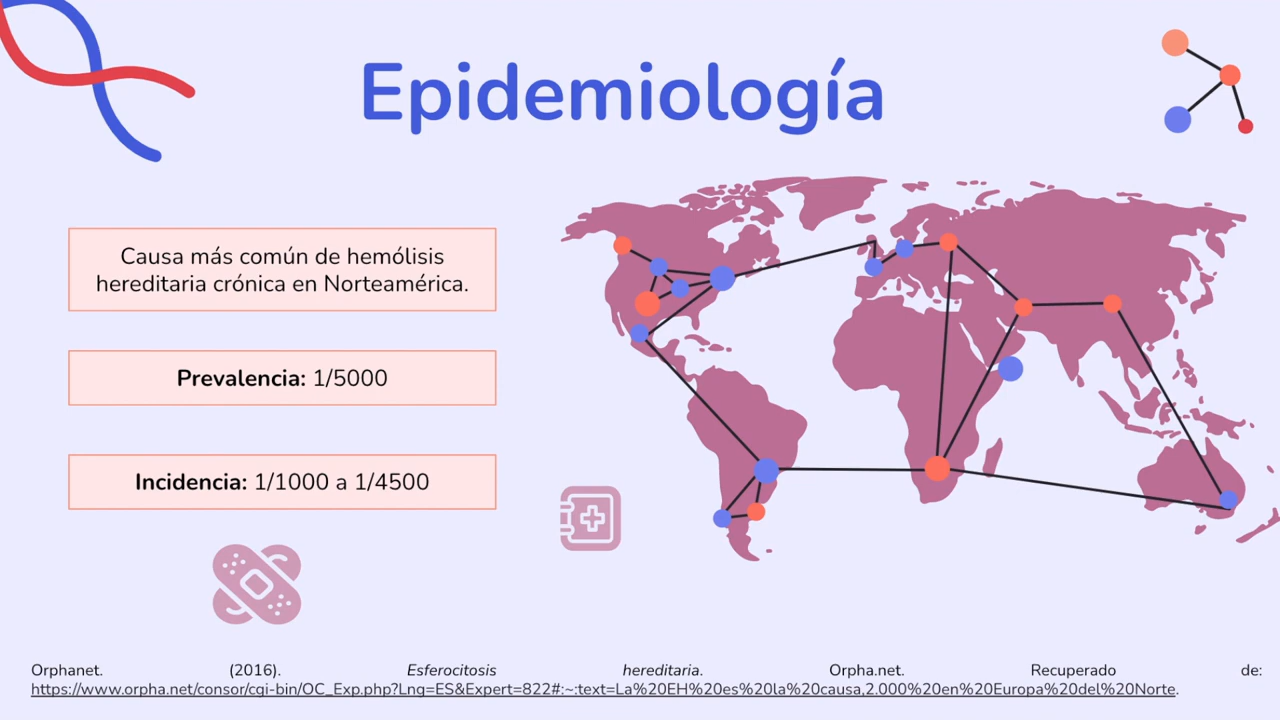 Epidemiología
Causa más común de hemólisis
hereditaria crónica en Norteamérica.
Prevalencia: 1/5000
Incidencia: 1/1000 a 1/4500
Orphanet. (2016). Esferocitosis hereditaria. Orpha.net. Recuperado de:
https://www.orpha.net/consor/cgi-bin/OC_Exp.php?Lng=ES&Expert=822#:~:text=La%20EH%20es%20la%20causa,2.000%20en%20Europa%20del%20Norte.